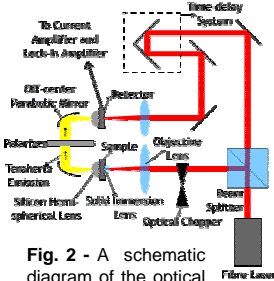 Time-delay
System
To Current
Amplifier and
Lock-In Amplifier
Off-center
Parabolic Mirror
Detector
Polarizer
Sample
Objective
Lens
Terahertz
Emission
Silicon Hemi-
spherical Lens
Solid Immersion
Lens
Optical Chopper
Beam
Splitter
Fibre Laser
Fig. 2 - A schematic
diagram of the optical